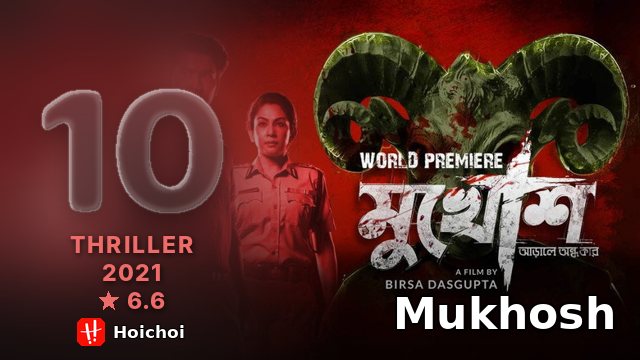 10
THRILLER
2021
★ 6.6
Hoichoi
WORLD PREMIERE
মুখোশ
আড়ালে অন্ধকার
A FILM BY
BIRSA DASGUPTA
Mukhosh